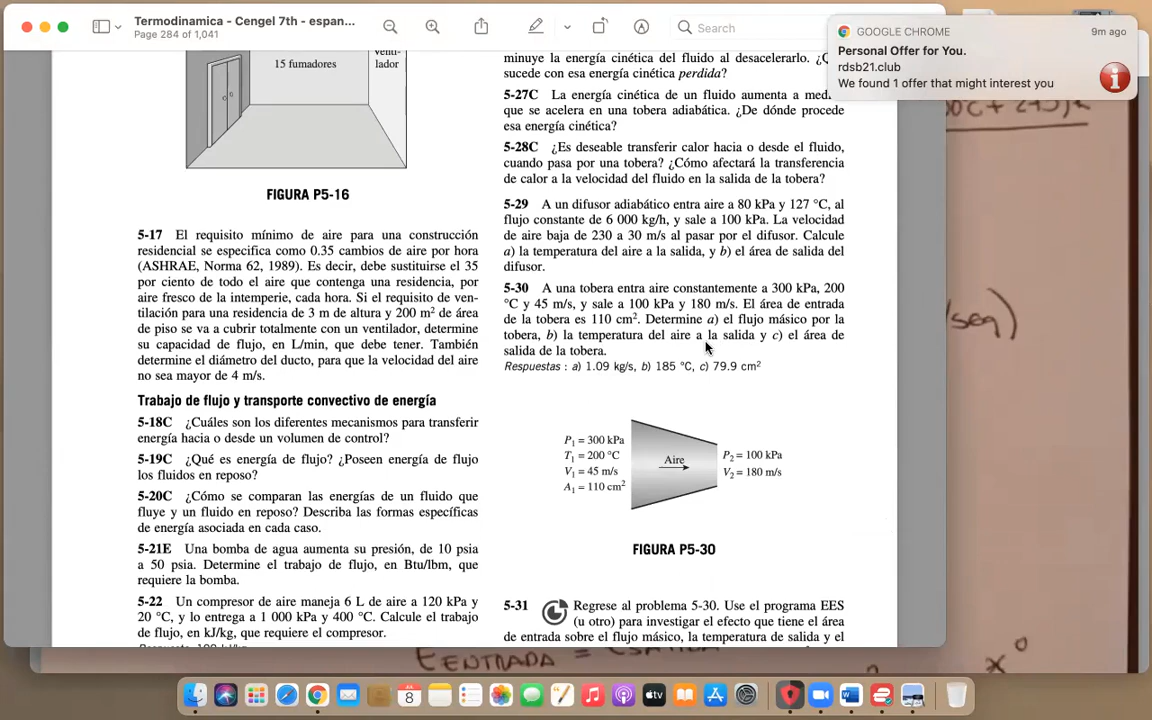 Termodinamica - Cengel 7th - espan...
Page 284 of 1,041
Search
GOOGLE CHROME
9m ago
Personal Offer for You.
rdsb21.club
We found 1 offer that might interest you
15 fumadores
venti-
lador
FIGURA P5-16
5-17 El requisito mínimo de aire para una construcción
residencial se especifica como 0.35 cambios de aire por hora
(ASHRAE, Norma 62, 1989). Es decir, debe sustituirse el 35
por ciento de todo el aire que contenga una residencia, por
aire fresco de la intemperie, cada hora. Si el requisito de ven-
tilación para una residencia de 3 m de altura y 200 m² de área
de piso se va a cubrir totalmente con un ventilador, determine
su capacidad de flujo, en L/min, que debe tener. También
determine el diámetro del ducto, para que la velocidad del aire
no sea mayor de 4 m/s.
Trabajo de flujo y transporte convectivo de energía
5-18C ¿Cuáles son los diferentes mecanismos para transferir
energía hacia o desde un volumen de control?
5-19C ¿Qué es energía de flujo? ¿Poseen energía de flujo
los fluidos en reposo?
5-20C ¿Cómo se comparan las energías de un fluido que
fluye y un fluido en reposo? Describa las formas específicas
de energía asociada en cada caso.
5-21E Una bomba de agua aumenta su presión, de 10 psia
a 50 psia. Determine el trabajo de flujo, en Btu/lbm, que
requiere la bomba.
5-22 Un compresor de aire maneja 6 L de aire a 120 kPa y
20 °C, y lo entrega a 1 000 kPa y 400 °C. Calcule el trabajo
de flujo, en kJ/kg, que requiere el compresor.
minuye la energía cinética del fluido al desacelerarlo.
sucede con esa energía cinética perdida?
5-27C La energía cinética de un fluido aumenta a
que se acelera en una tobera adiabática. ¿De dónde procede
esa energía cinética?
5-28C ¿Es deseable transferir calor hacia o desde el fluido,
cuando pasa por una tobera? ¿Cómo afectará la transferencia
de calor a la velocidad del fluido en la salida de la tobera?
5-29 A un difusor adiabático entra aire a 80 kPa y 127 °C, al
flujo constante de 6 000 kg/h, y sale a 100 kPa. La velocidad
de aire baja de 230 a 30 m/s al pasar por el difusor. Calcule
a) la temperatura del aire a la salida, y b) el área de salida del
difusor.
5-30 A una tobera entra aire constantemente a 300 kPa, 200
°C y 45 m/s, y sale a 100 kPa y 180 m/s. El área de entrada
de la tobera es 110 cm². Determine a) el flujo másico por la
tobera, b) la temperatura del aire a la salida y c) el área de
salida de la tobera.
Respuestas : a) 1.09 kg/s, b) 185 °C, c) 79.9 cm²
P₁ = 300 kPa
T₁ = 200 °C
V₁ = 45 m/s
A₁ = 110 cm²
Aire
P₂ = 100 kPa
V₂ = 180 m/s
FIGURA P5-30
5-31 Regrese al problema 5-30. Use el programa EES
(u otro) para investigar el efecto que tiene el área
de entrada sobre el flujo másico, la temperatura de salida y el
/seg)
EENTRADA =
x⁰
8
tv